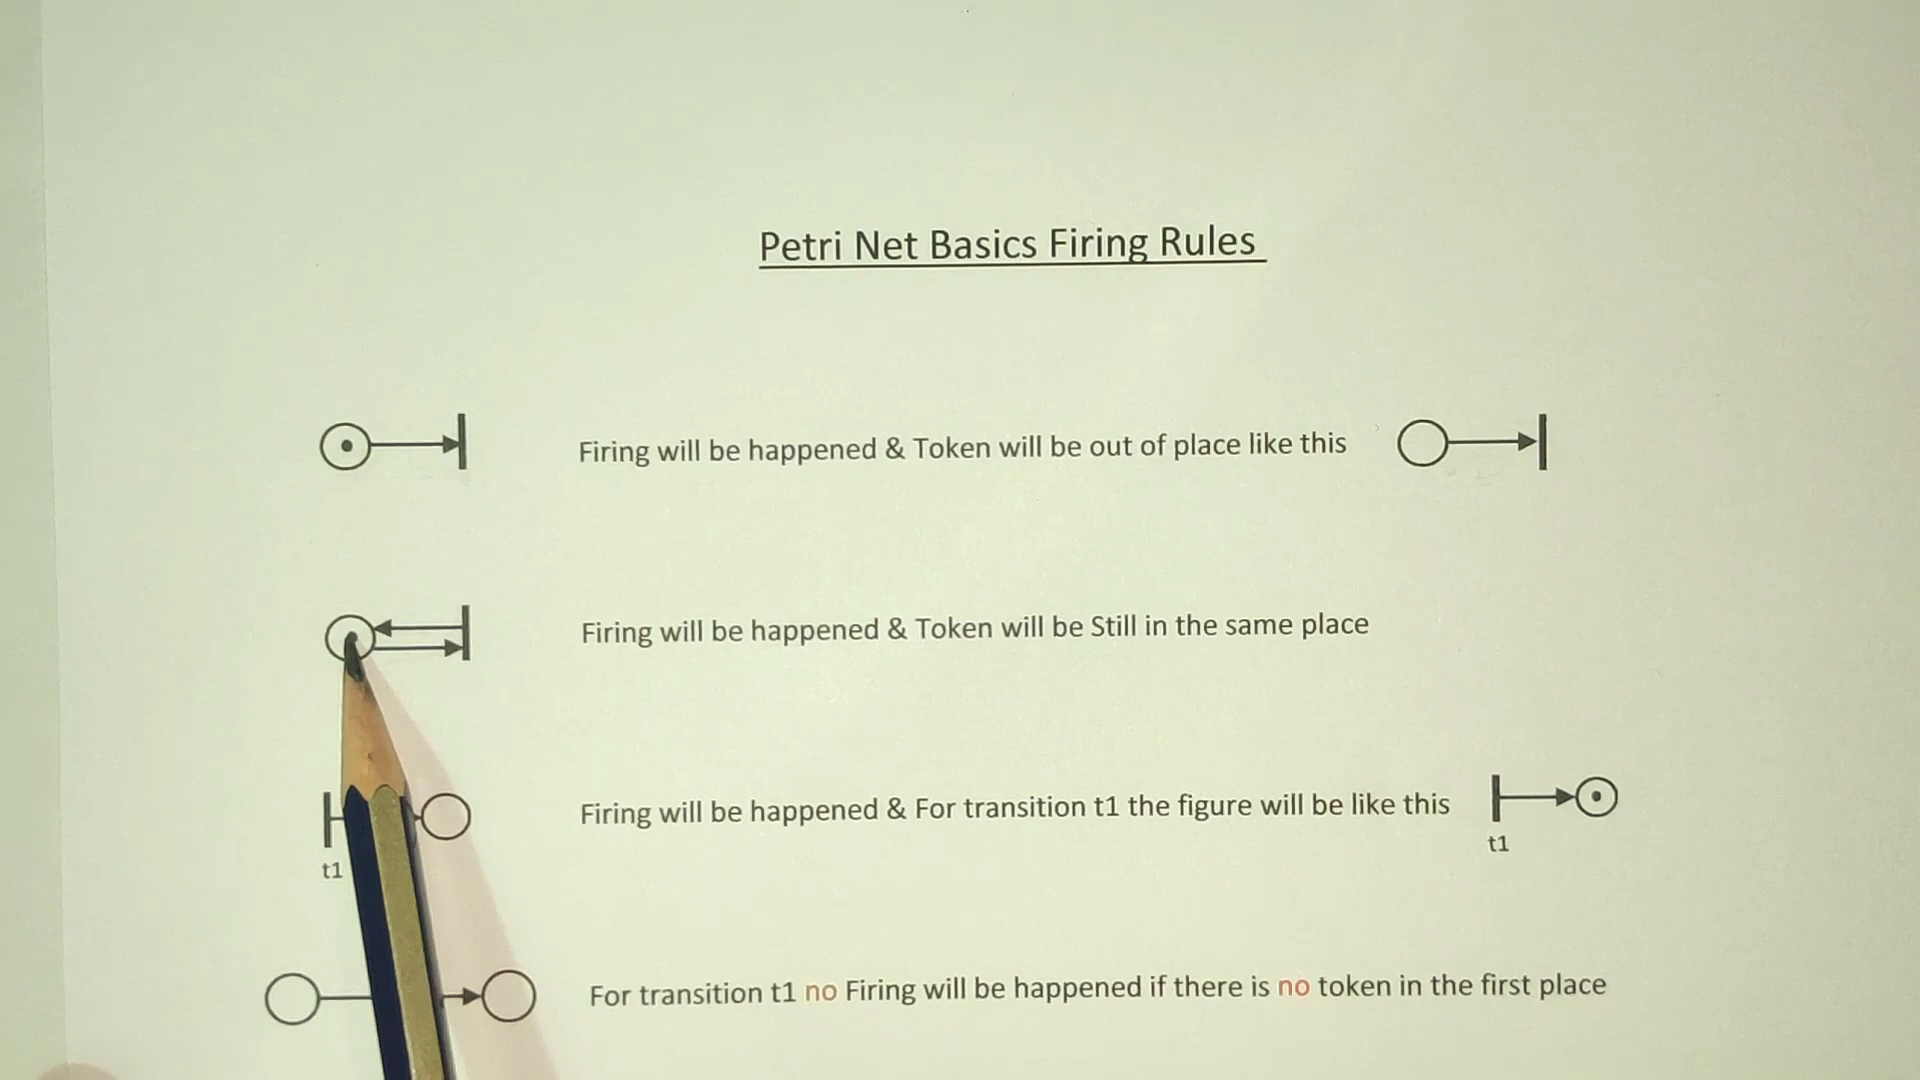 Petri Net Basics Firing Rules
Firing will be happened & Token will be out of place like this
Firing will be happened & Token will be Still in the same place
Firing will be happened & For transition t1 the figure will be like this
t1
t1
For transition t1 no Firing will be happened if there is no token in the first place